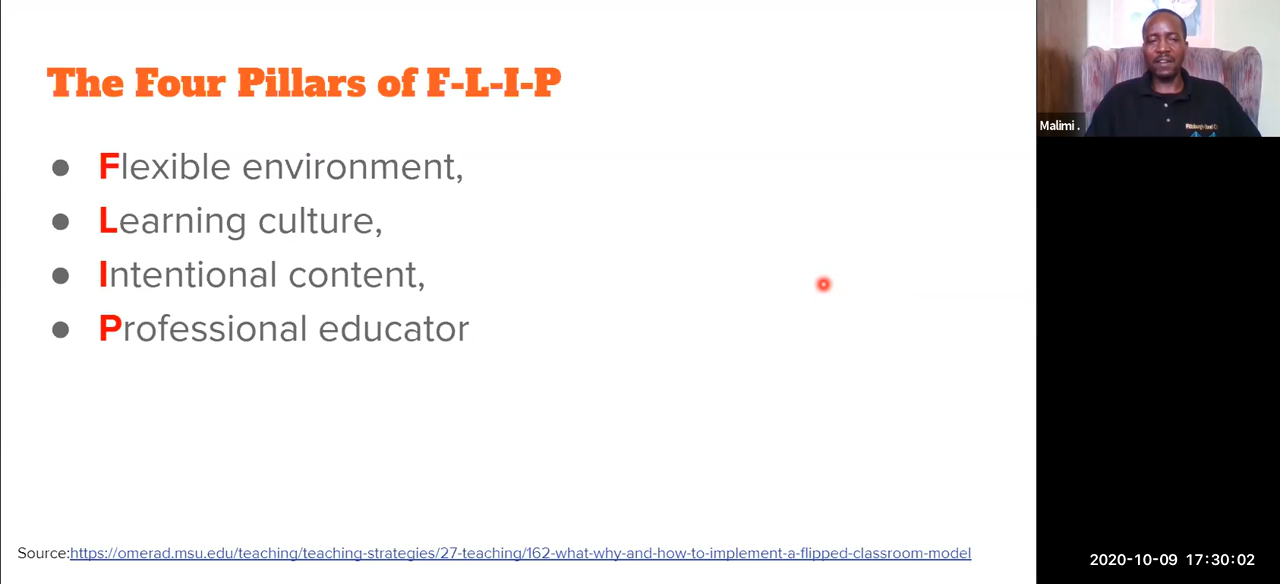 The Four Pillars of F-L-I-P
● Flexible environment,
● Learning culture,
● Intentional content,
● Professional educator
Source:https://omerad.msu.edu/teaching/teaching-strategies/27-teaching/162-what-why-and-how-to-implement-a-flipped-classroom-model
Malimi .
2020-10-09 17:30:02